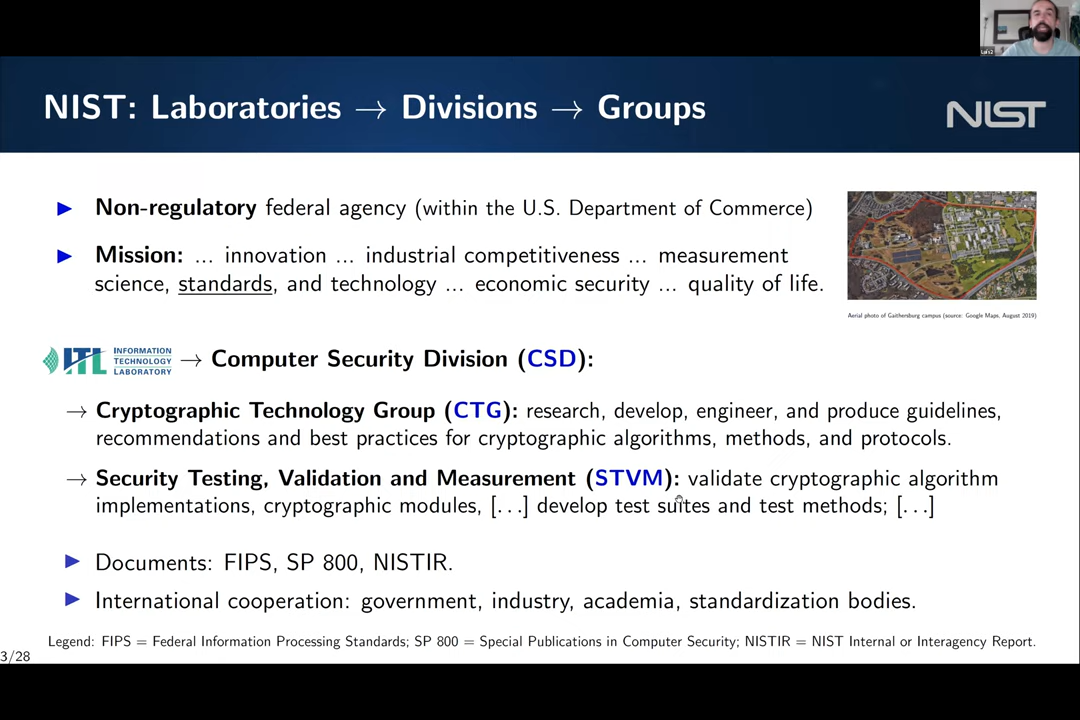 Luís
NIST: Laboratories → Divisions → Groups
NIST
▶ Non-regulatory federal agency (within the U.S. Department of Commerce)
▶ Mission: ... innovation ... industrial competitiveness ... measurement
science, standards, and technology ... economic security ... quality of life.
Aerial photo of Gaithersburg campus (source: Google Maps, August 2019)
ITL INFORMATION
TECHNOLOGY
LABORATORY
→ Computer Security Division (CSD):
→ Cryptographic Technology Group (CTG): research, develop, engineer, and produce guidelines,
recommendations and best practices for cryptographic algorithms, methods, and protocols.
→ Security Testing, Validation and Measurement (STVM): validate cryptographic algorithm
implementations, cryptographic modules, [...] develop test suites and test methods; [...]
▶ Documents: FIPS, SP 800, NISTIR.
▶ International cooperation: government, industry, academia, standardization bodies.
Legend: FIPS = Federal Information Processing Standards; SP 800 = Special Publications in Computer Security; NISTIR = NIST Internal or Interagency Report.
3/28